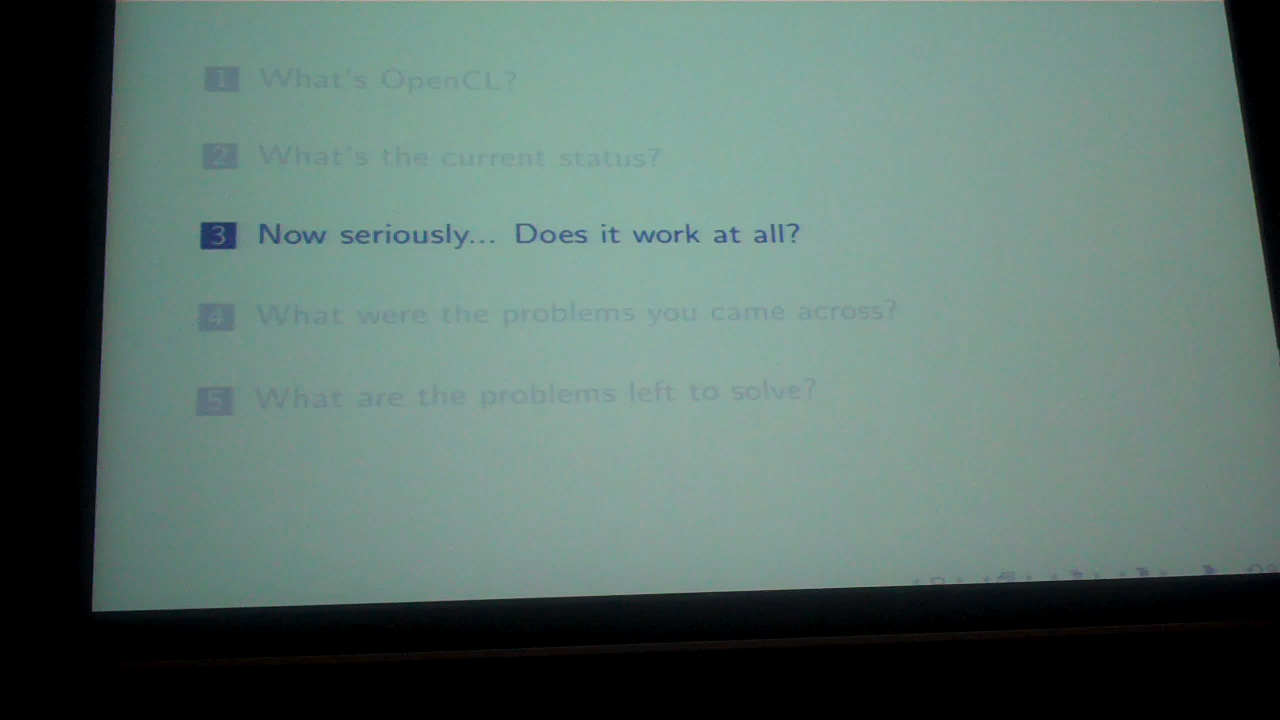 1 What's OpenCL?
2 What's the current status?
3 Now seriously... Does it work at all?
4 What were the problems you came across?
5 What are the problems left to solve?